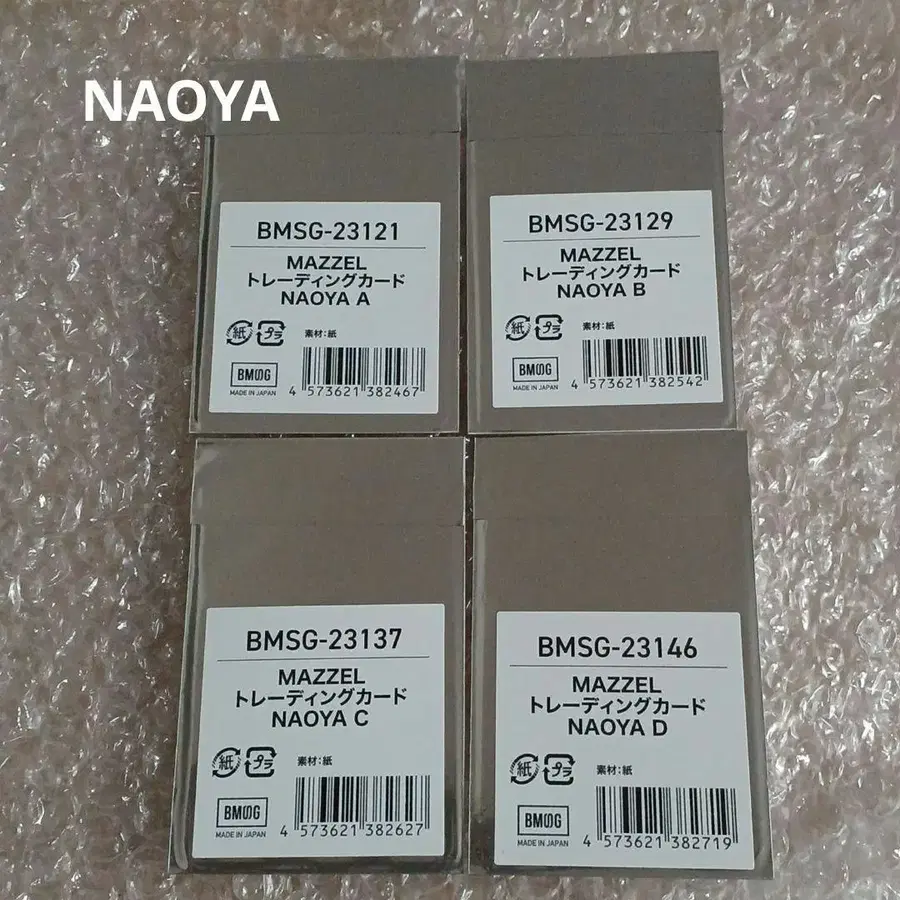 NAOYA
BMSG-23121
MAZZEL
トレーディングカード
NAOYA A
紙 プラ 素材:紙
BMSG
MADE IN JAPAN
4 573621 382467
BMSG-23129
MAZZEL
トレーディングカード
NAOYA B
紙 プラ 素材:紙
BMSG
MADE IN JAPAN
4 573621 382542
BMSG-23137
MAZZEL
トレーディングカード
NAOYA C
紙 プラ 素材:紙
BMSG
MADE IN JAPAN
4 573621 382627
BMSG-23146
MAZZEL
トレーディングカード
NAOYA D
紙 プラ 素材:紙
BMSG
MADE IN JAPAN
4 573621 382719